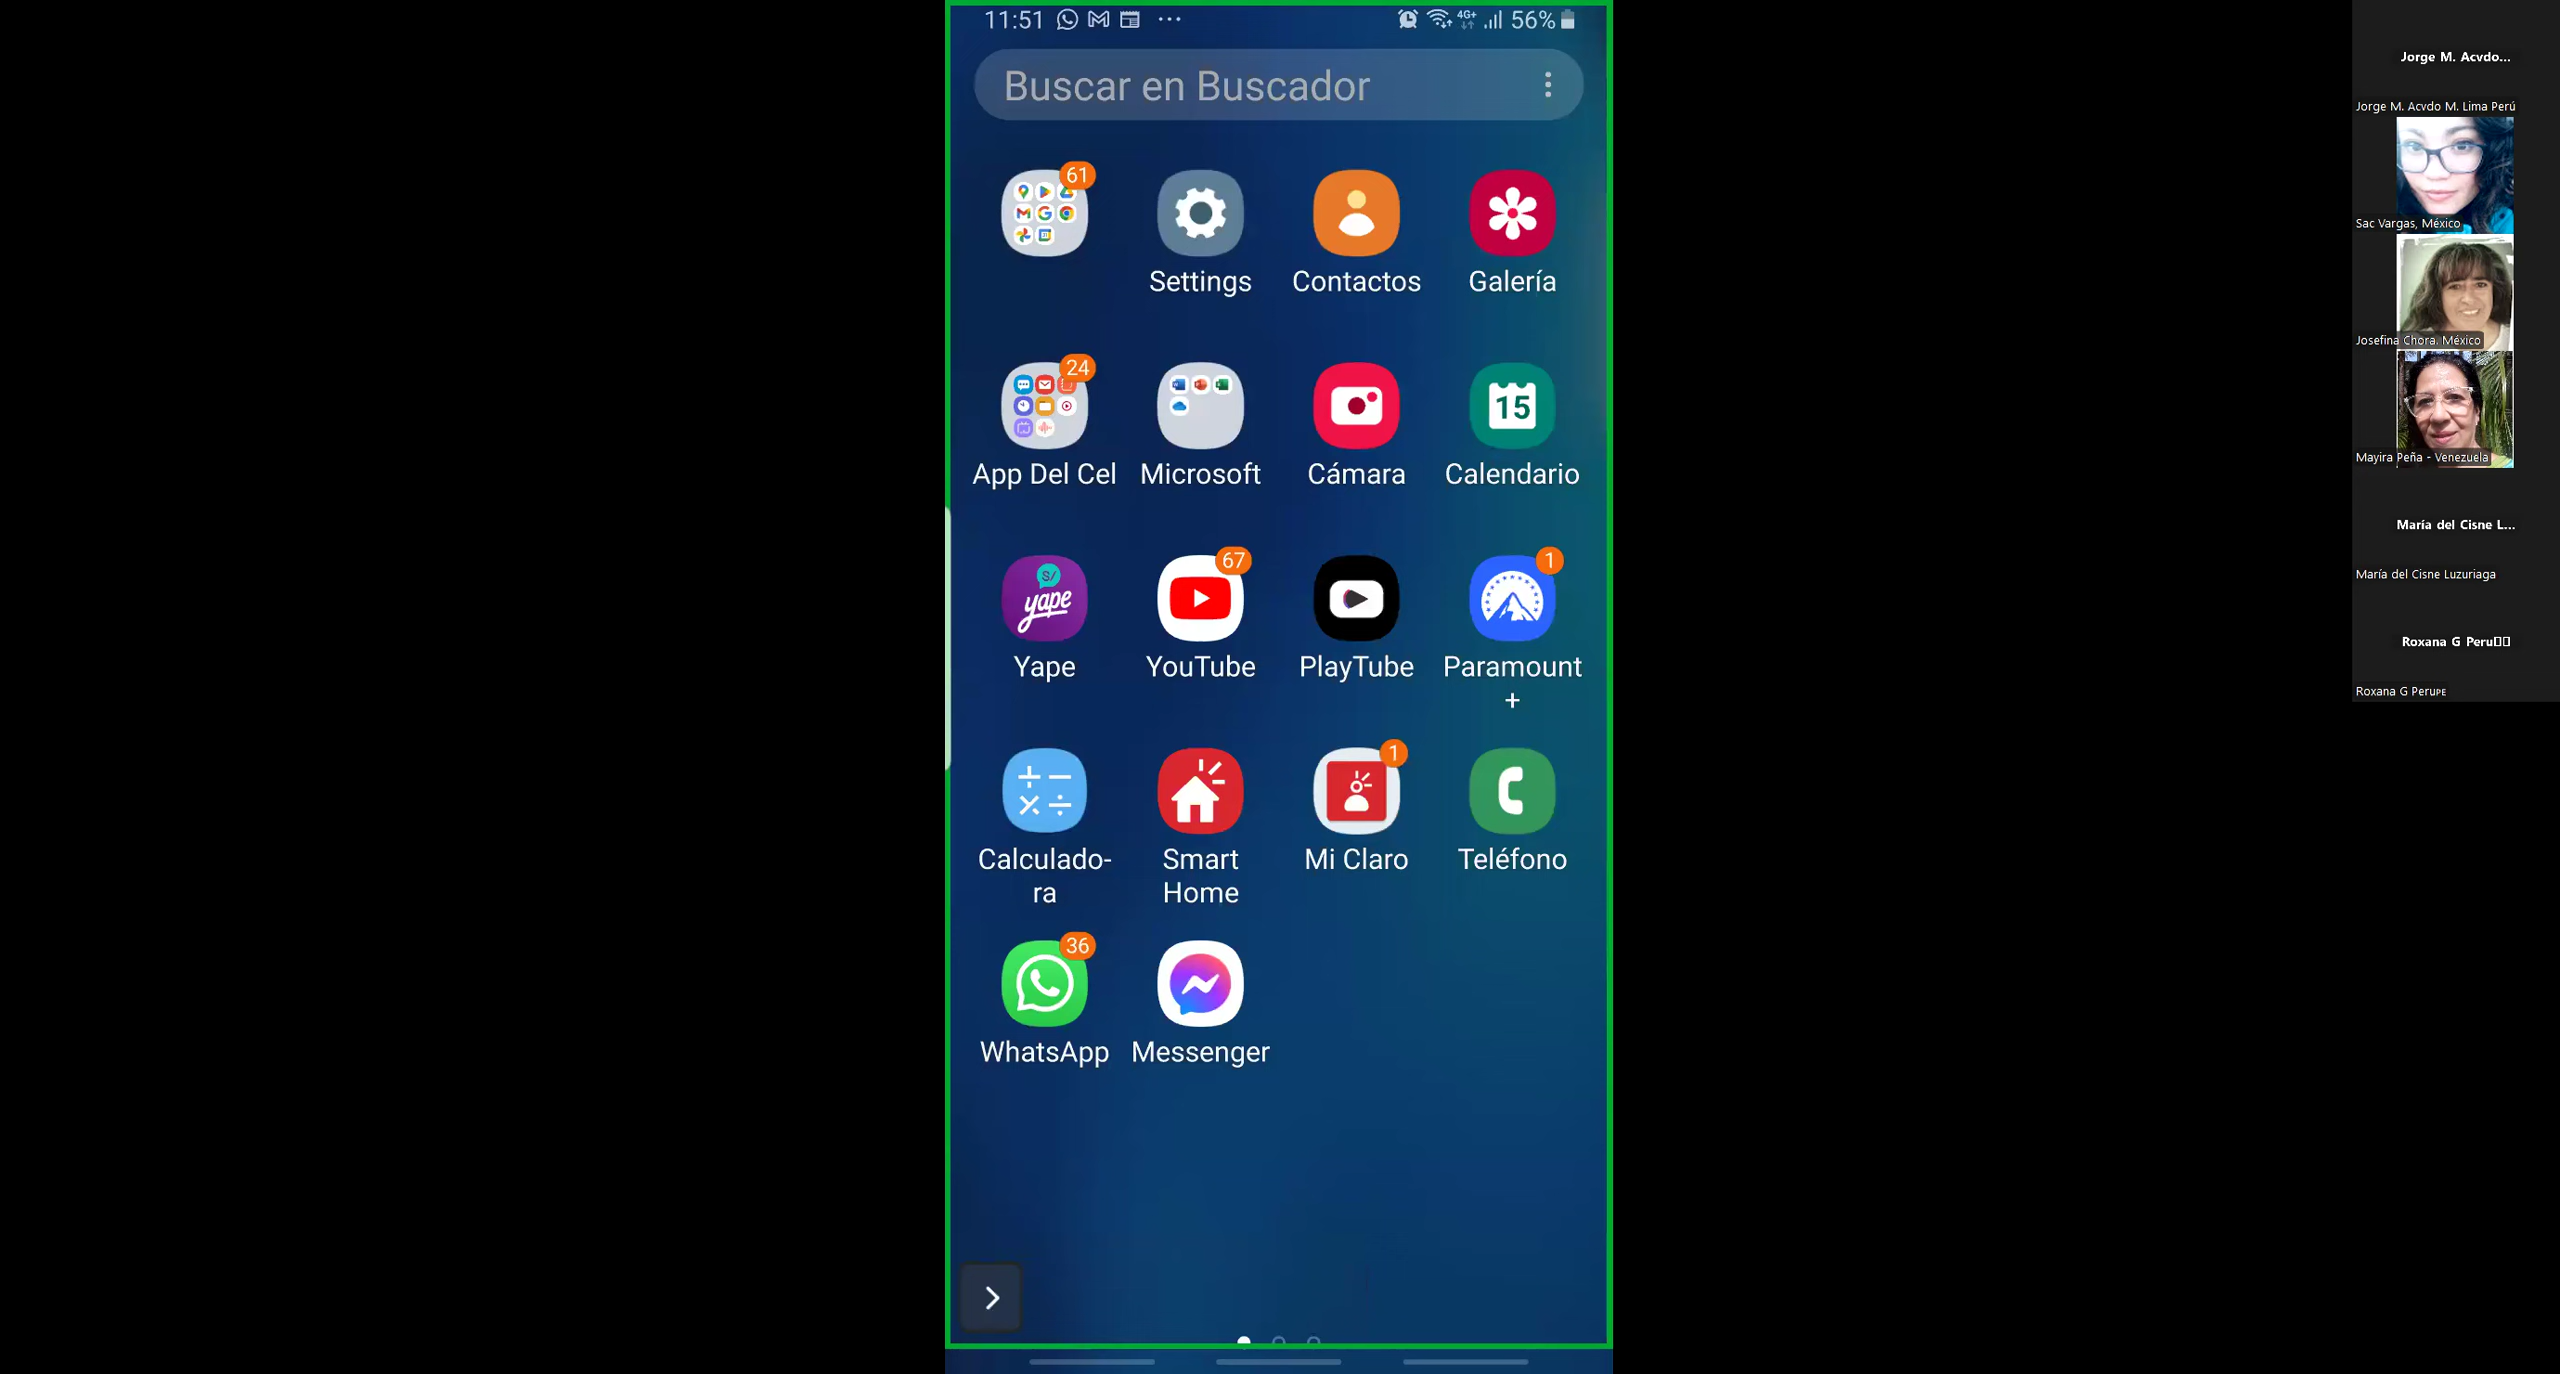 11:51
4G+
56%
Buscar en Buscador
61
Settings
Contactos
Galería
24
15
App Del Cel
Microsoft
Cámara
Calendario
S/
yape
67
1
Yape
YouTube
PlayTube
Paramount
+
1
Calculado-
ra
Smart
Home
Mi Claro
Teléfono
36
WhatsApp
Messenger
Jorge M. Acvdo...
Jorge M. Acvdo M. Lima Perú
Sac Vargas, México
Josefina Chora. México
Mayira Peña - Venezuela
María del Cisne L...
María del Cisne Luzuriaga
Roxana G Peru
Roxana G Peruᴘᴇ